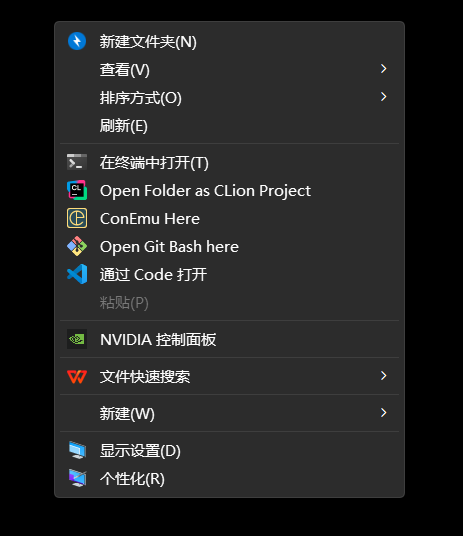 新建文件夹(N)
查看(V)
排序方式(O)
刷新(E)
在终端中打开(T)
Open Folder as CLion Project
ConEmu Here
Open Git Bash here
通过 Code 打开
粘贴(P)
NVIDIA 控制面板
文件快速搜索
新建(W)
显示设置(D)
个性化(R)